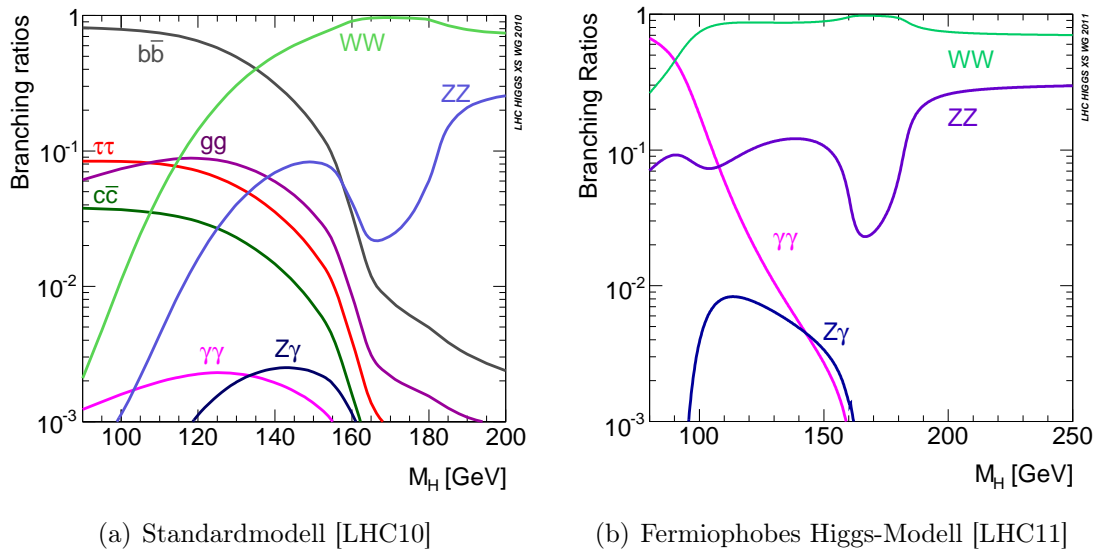 Branching ratios
1
10-1
10-2
10-3
bb̅
ττ
cc̅
gg
WW
ZZ
γγ
Zγ
100 120 140 160 180 200
MH [GeV]
LHC HIGGS XS WG 2010
(a) Standardmodell [LHC10]
Branching Ratios
1
10-1
10-2
10-3
WW
ZZ
γγ
Zγ
100 150 200 250
MH [GeV]
LHC HIGGS XS WG 2011
(b) Fermiophobes Higgs-Modell [LHC11]